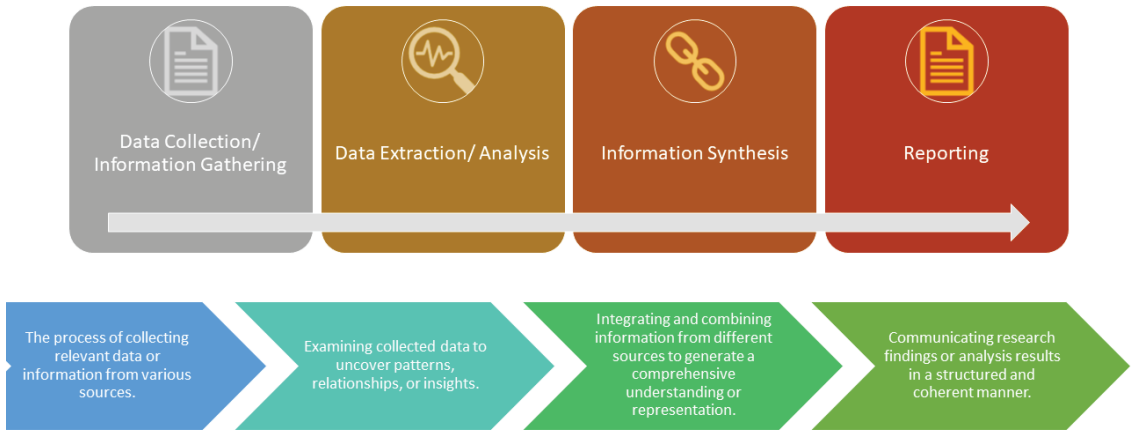 Data Collection/
Information Gathering
Data Extraction/ Analysis
Information Synthesis
Reporting
The process of collecting
relevant data or
information from various
sources.
Examining collected data to
uncover patterns,
relationships, or insights.
Integrating and combining
information from different
sources to generate a
comprehensive
understanding or
representation.
Communicating research
findings or analysis results
in a structured and
coherent manner.